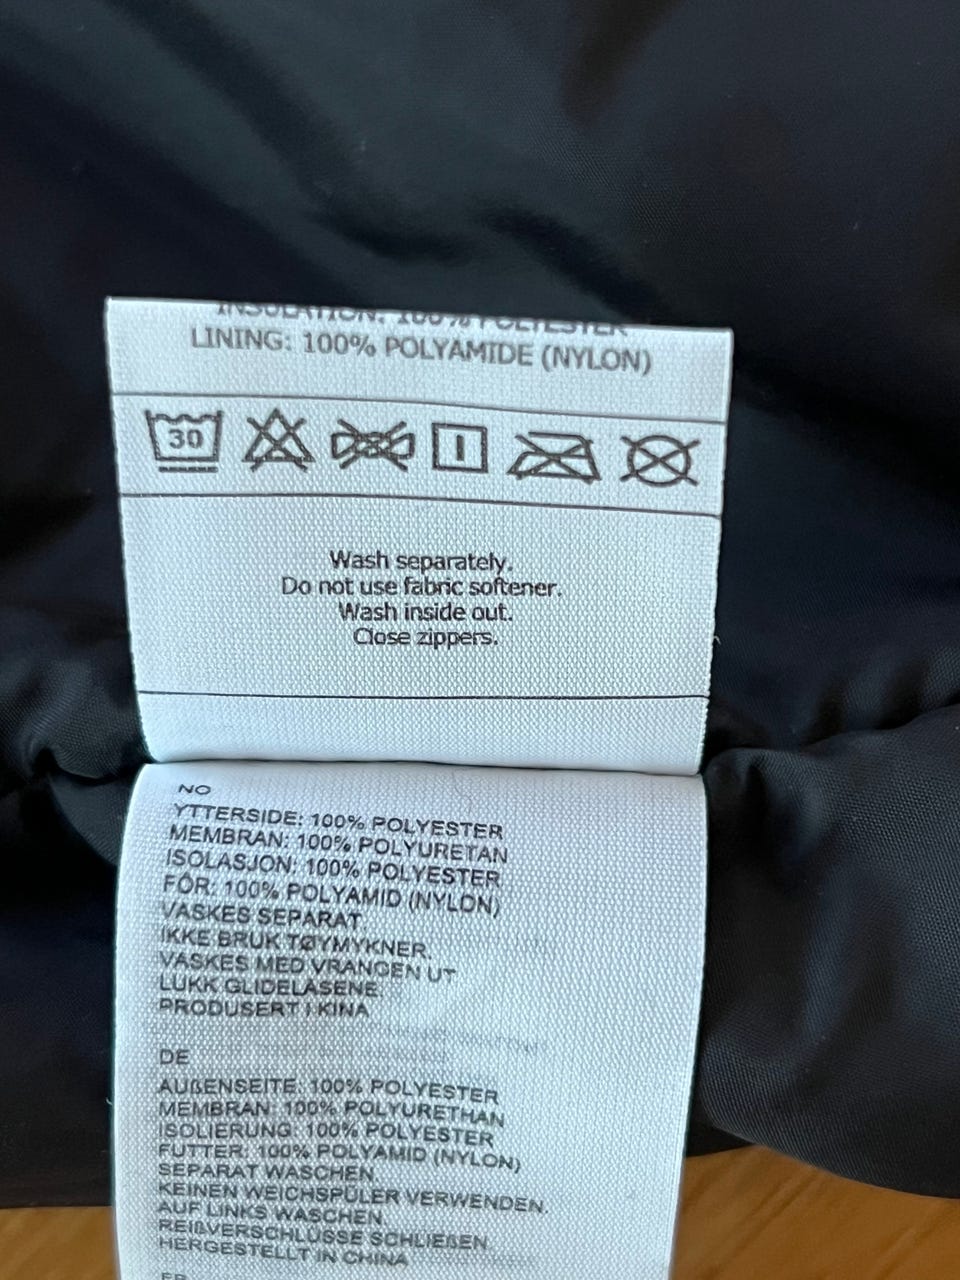 INSULATION: 100% POLYESTER
LINING: 100% POLYAMIDE (NYLON)
30
Wash separately.
Do not use fabric softener.
Wash inside out.
Close zippers.
NO
YTTERSIDE: 100% POLYESTER
MEMBRAN: 100% POLYURETAN
ISOLASJON: 100% POLYESTER
FÔR: 100% POLYAMID (NYLON)
VASKES SEPARAT.
IKKE BRUK TØYMYKNER.
VASKES MED VRANGEN UT
LUKK GLIDELÅSENE.
PRODUSERT I KINA
DE
AUßENSEITE: 100% POLYESTER
MEMBRAN: 100% POLYURETHAN
ISOLIERUNG: 100% POLYESTER
FUTTER: 100% POLYAMID (NYLON)
SEPARAT WASCHEN.
KEINEN WEICHSPÜLER VERWENDEN.
AUF LINKS WASCHEN.
REIßVERSCHLÜSSE SCHLIEßEN.
HERGESTELLT IN CHINA
FR